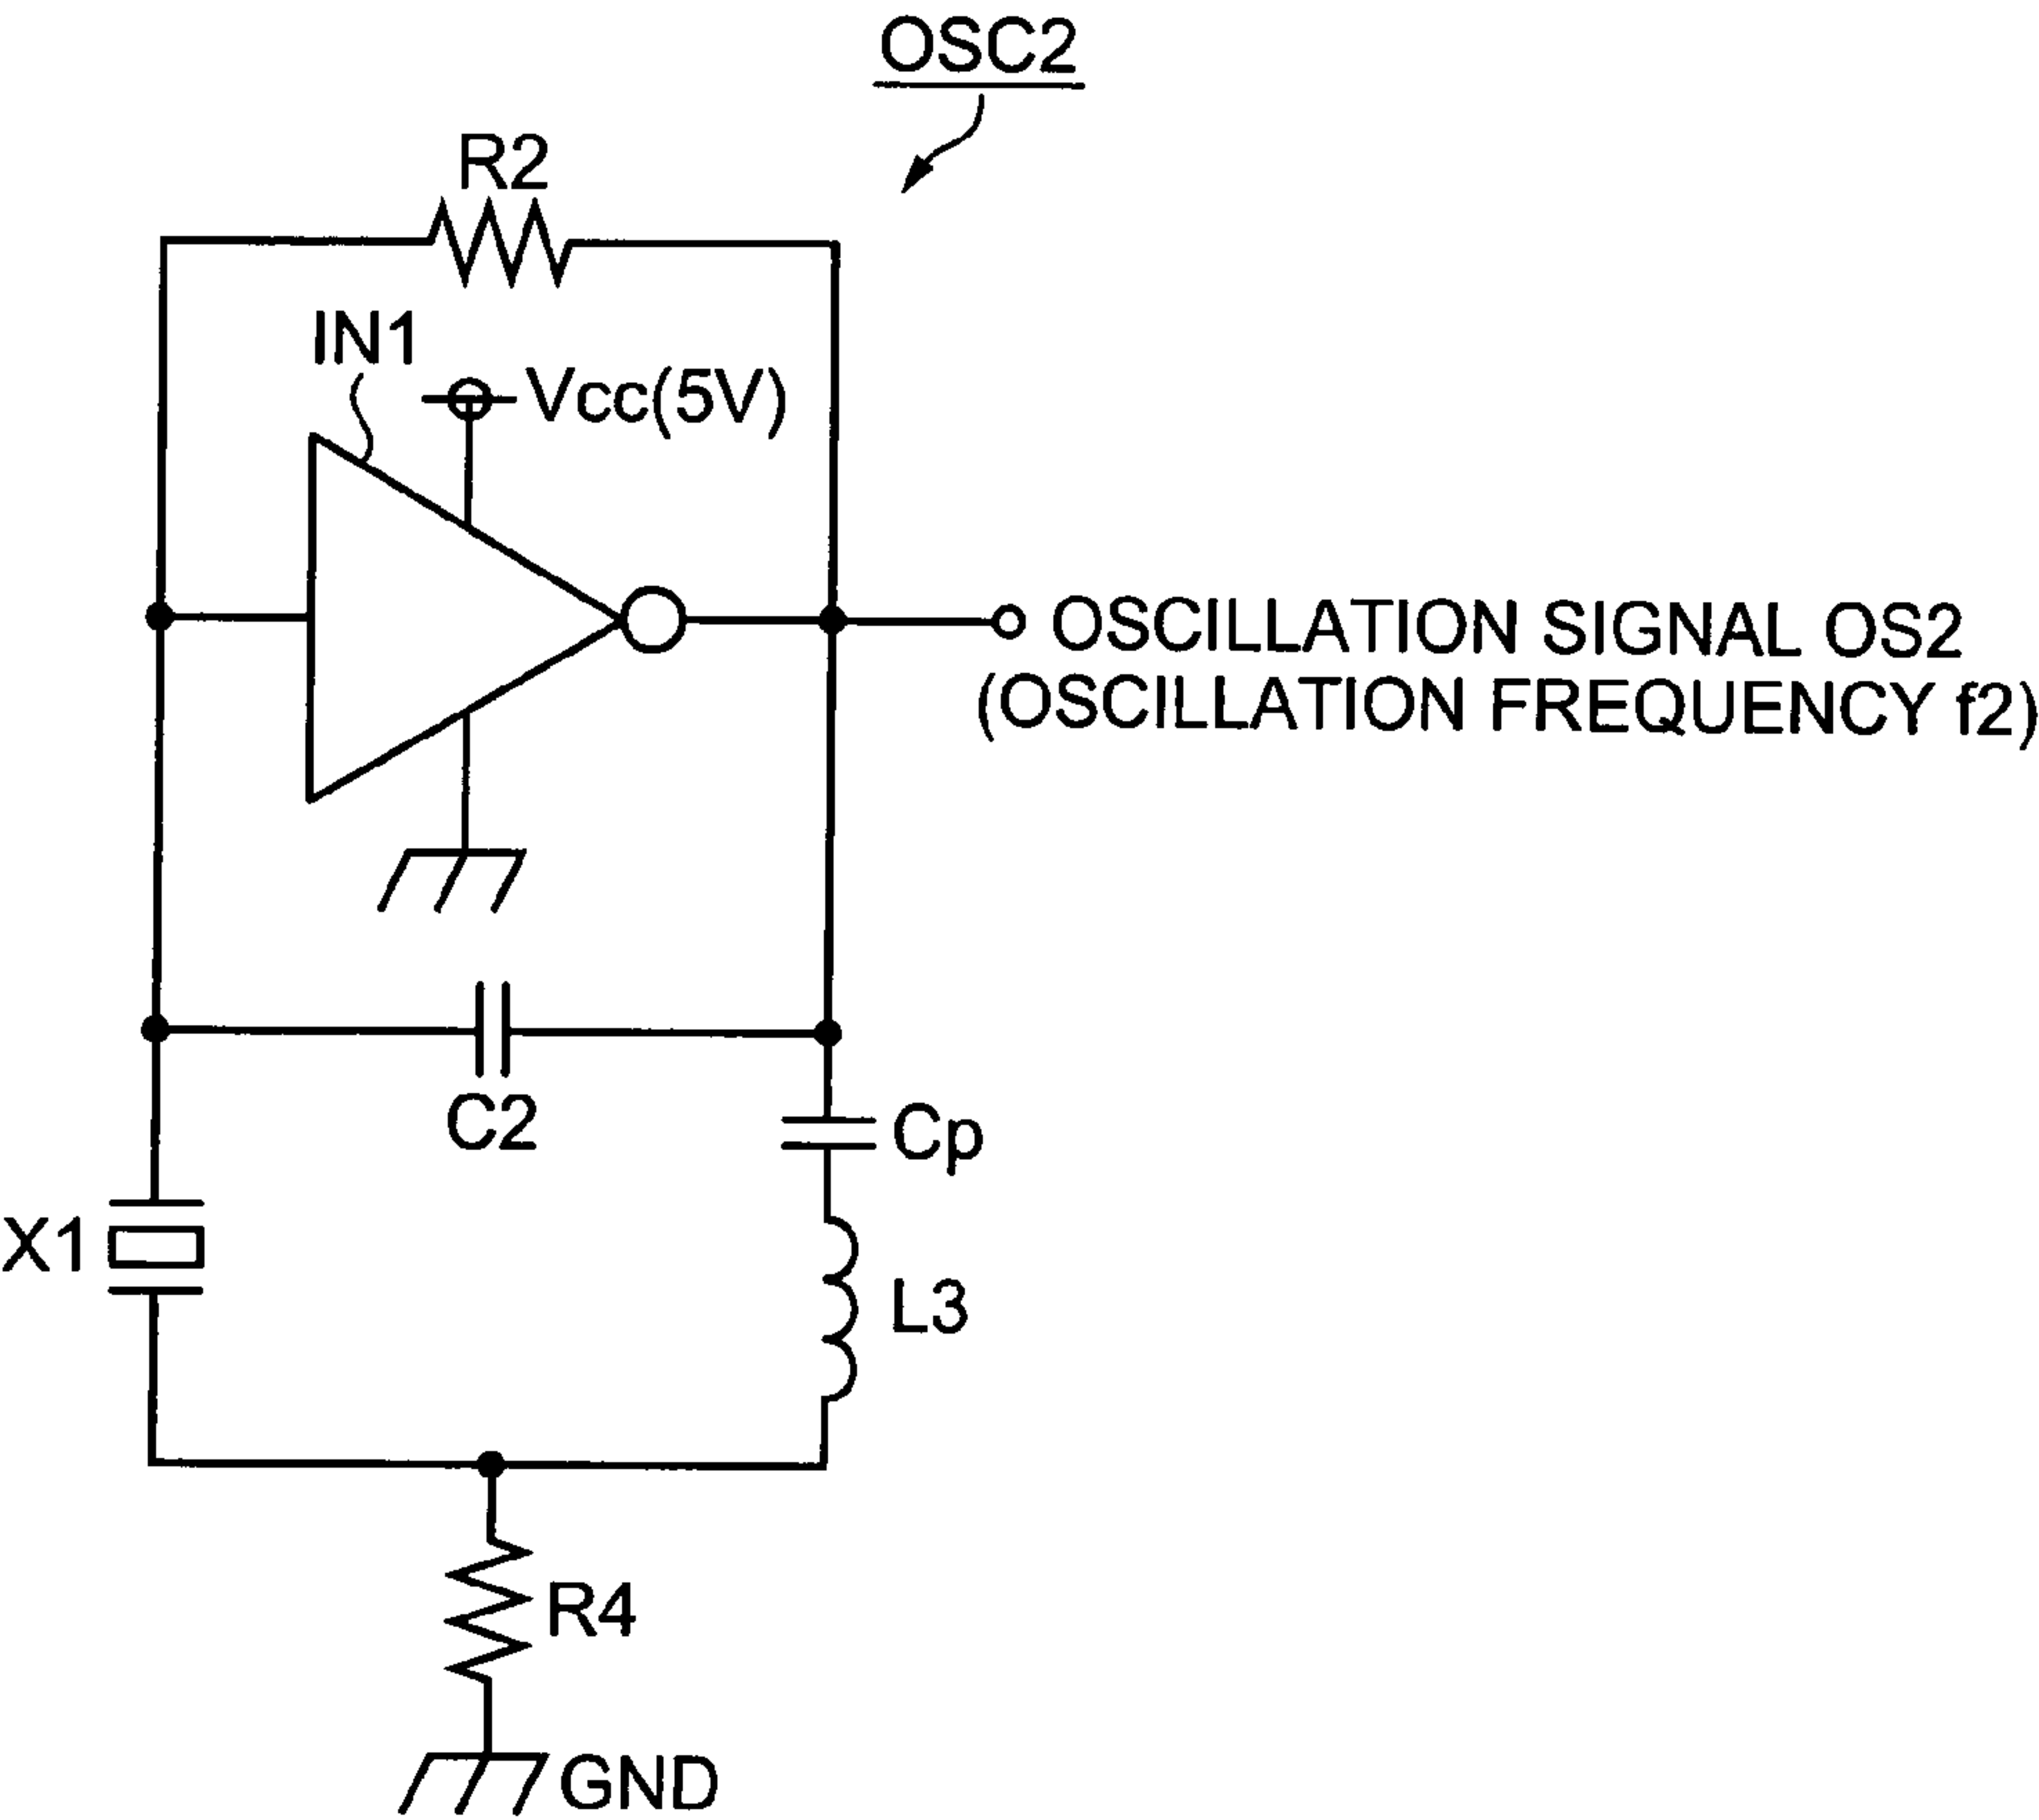 OSC2
R2
IN1
Vcc(5V)
OSCILLATION SIGNAL OS2
(OSCILLATION FREQUENCY f2)
C2
Cp
X1
L3
R4
GND